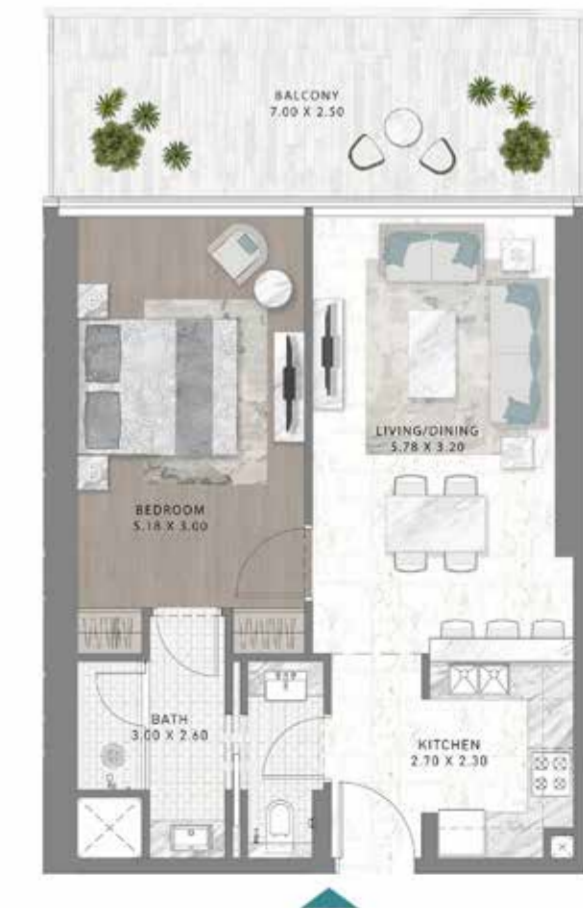 BALCONY
7.00 X 2.50
LIVING/DINING
5.78 X 3.20
BEDROOM
5.18 X 3.00
BATH
3.00 X 2.60
KITCHEN
2.70 X 2.30